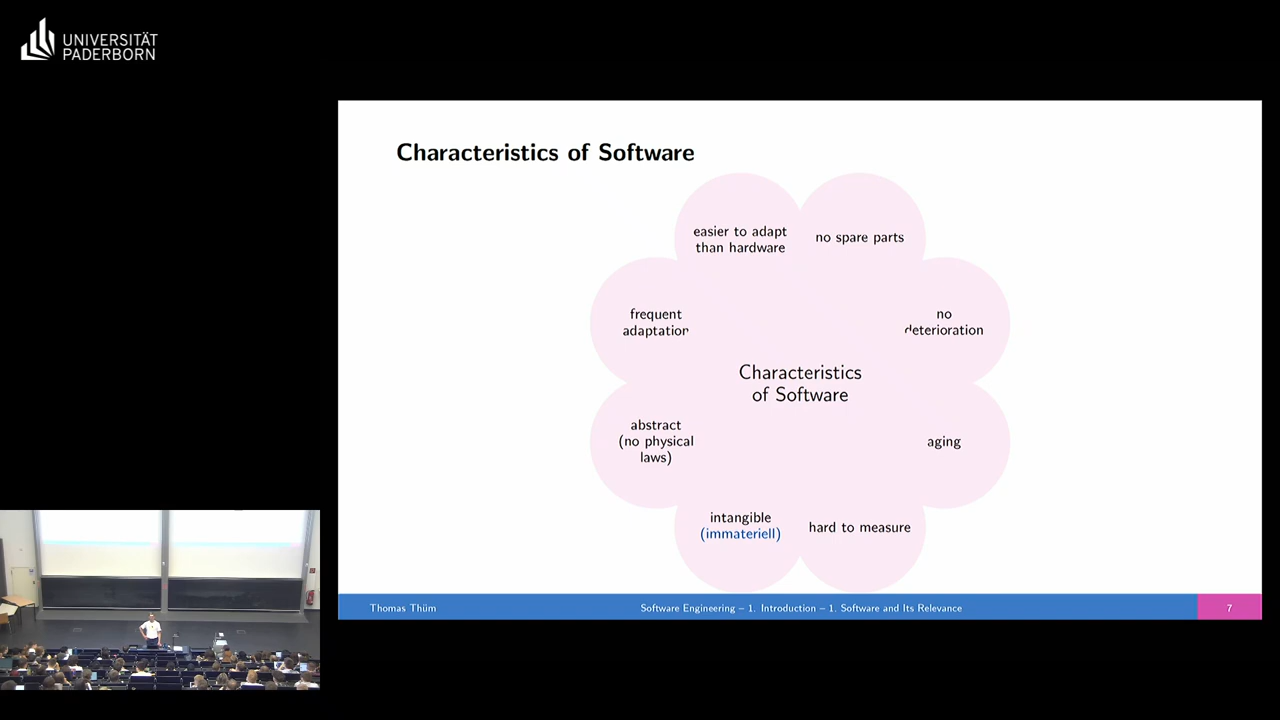 UNIVERSITÄT
PADERBORN
Characteristics of Software
easier to adapt
than hardware
no spare parts
frequent
adaptation
no
deterioration
Characteristics
of Software
abstract
(no physical
laws)
aging
intangible
(immateriell)
hard to measure
Thomas Thüm
Software Engineering – 1. Introduction – 1. Software and Its Relevance
7